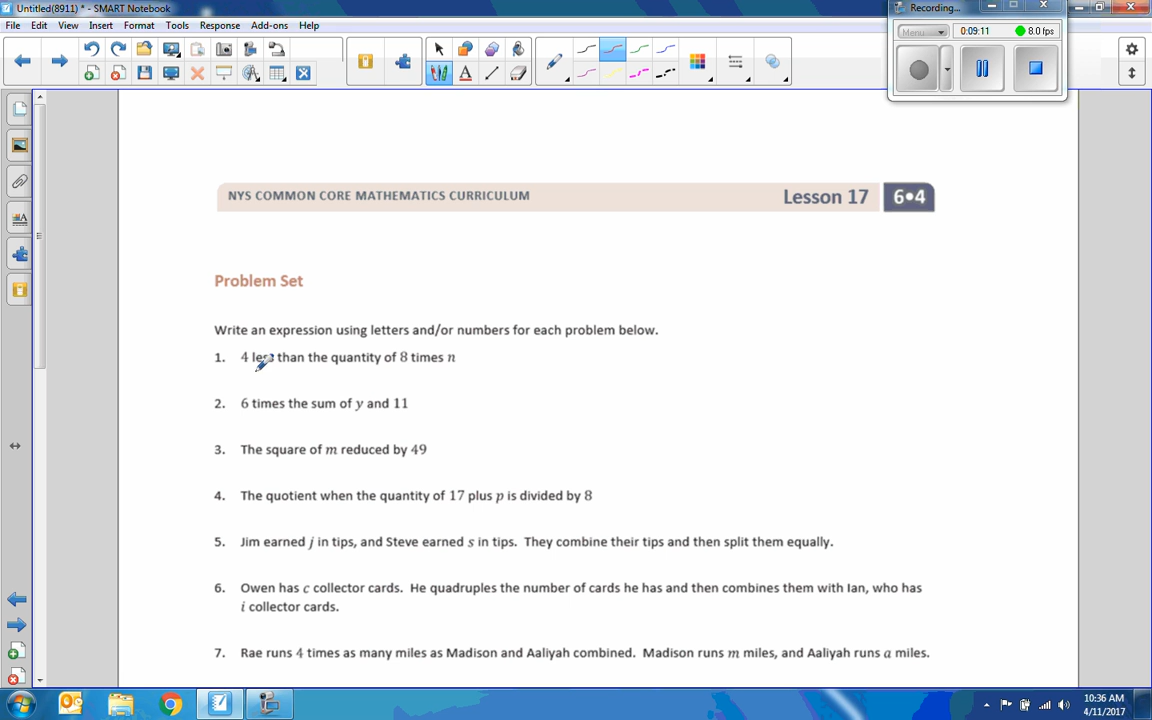 Untitled(8911) * - SMART Notebook
Recording...
File Edit View Insert Format Tools Response Add-ons Help
Menu 0:09:11 8.0 fps
NYS COMMON CORE MATHEMATICS CURRICULUM Lesson 17 6•4
Problem Set
Write an expression using letters and/or numbers for each problem below.
1. 4 less than the quantity of 8 times n
2. 6 times the sum of y and 11
3. The square of m reduced by 49
4. The quotient when the quantity of 17 plus p is divided by 8
5. Jim earned j in tips, and Steve earned s in tips. They combine their tips and then split them equally.
6. Owen has c collector cards. He quadruples the number of cards he has and then combines them with Ian, who has
i collector cards.
7. Rae runs 4 times as many miles as Madison and Aaliyah combined. Madison runs m miles, and Aaliyah runs a miles.
10:36 AM
4/11/2017